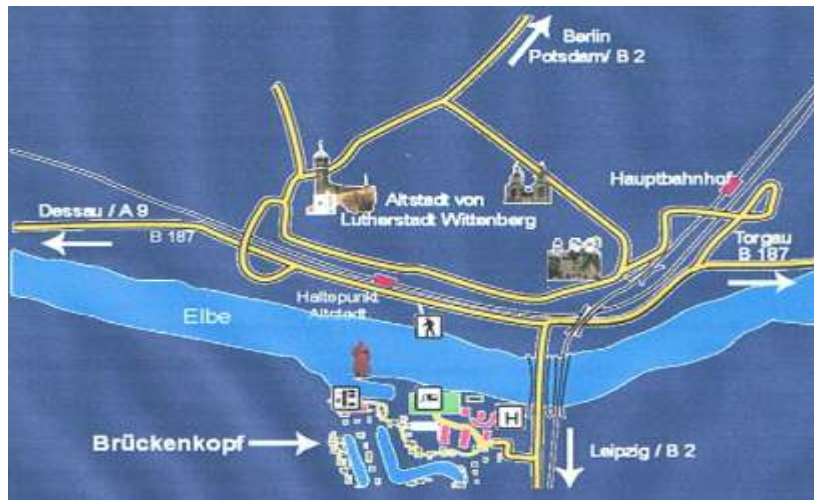 Berlin
Potsdam/ B 2
Hauptbahnhof
Altstadt von
Lutherstadt Wittenberg
Dessau / A 9
B 187
Torgau
B 187
Haltepunkt
Altstadt
Elbe
H
Brückenkopf
Leipzig / B 2